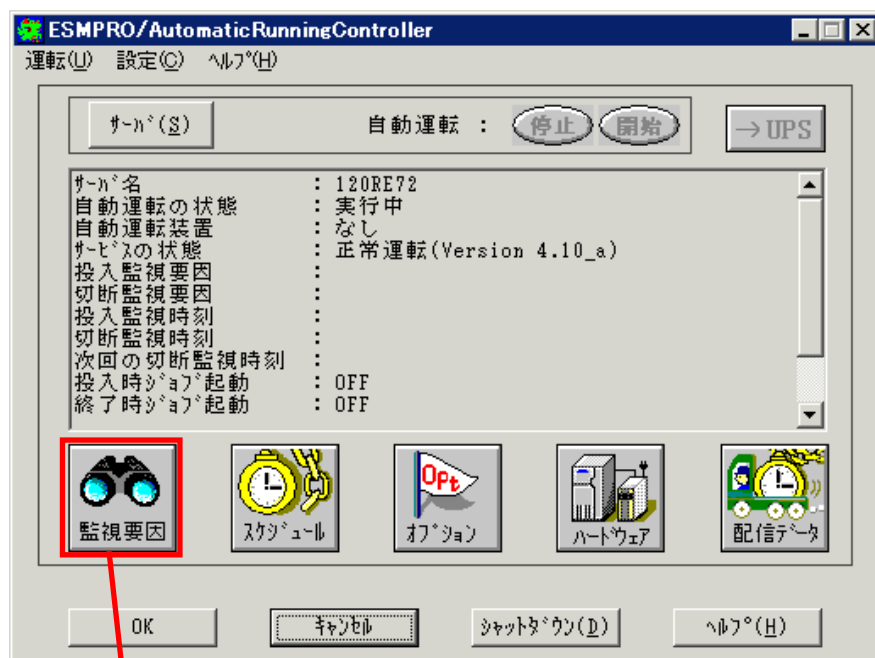 ESMPRO/AutomaticRunningController
運転(U) 設定(C) ﾍﾙﾌﾟ(H)
ｻｰﾊﾞ(S) 自動運転 : 停止 開始 →UPS
ｻｰﾊﾞ名 : 120RE72
自動運転の状態 : 実行中
自動運転装置 : なし
ｻｰﾋﾞｽの状態 : 正常運転(Version 4.10_a)
投入監視要因 :
切断監視要因 :
投入監視時刻 :
切断監視時刻 :
次回の切断監視時刻 :
投入時ｼﾞｮﾌﾞ起動 : OFF
終了時ｼﾞｮﾌﾞ起動 : OFF
Opt
監視要因 ｽｹｼﾞｭｰﾙ ｵﾌﾟｼｮﾝ ﾊｰﾄﾞｳｪｱ 配信ﾃﾞｰﾀ
OK ｷｬﾝｾﾙ ｼｬｯﾄﾀﾞｳﾝ(D) ﾍﾙﾌﾟ(H)